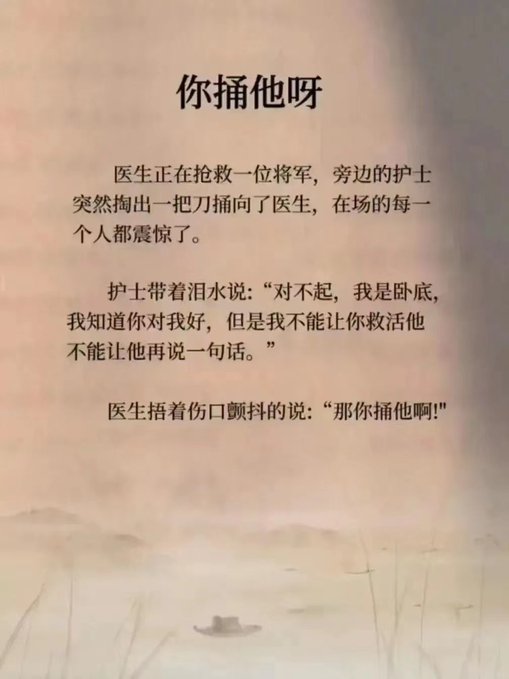 你捅他呀
医生正在抢救一位将军，旁边的护士
突然掏出一把刀捅向了医生，在场的每一
个人都震惊了。
护士带着泪水说：“对不起，我是卧底，
我知道你对我好，但是我不能让你救活他
不能让他再说一句话。”
医生捂着伤口颤抖的说：“那你捅他啊!"